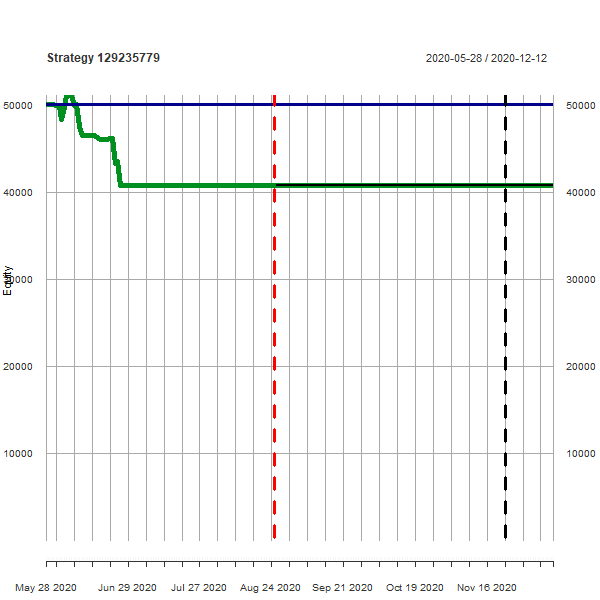 Strategy 129235779
2020-05-28 / 2020-12-12
50000 50000
40000 40000
30000 30000
20000 20000
10000 10000
Equity
May 28 2020 Jun 29 2020 Jul 27 2020 Aug 24 2020 Sep 21 2020 Oct 19 2020 Nov 16 2020